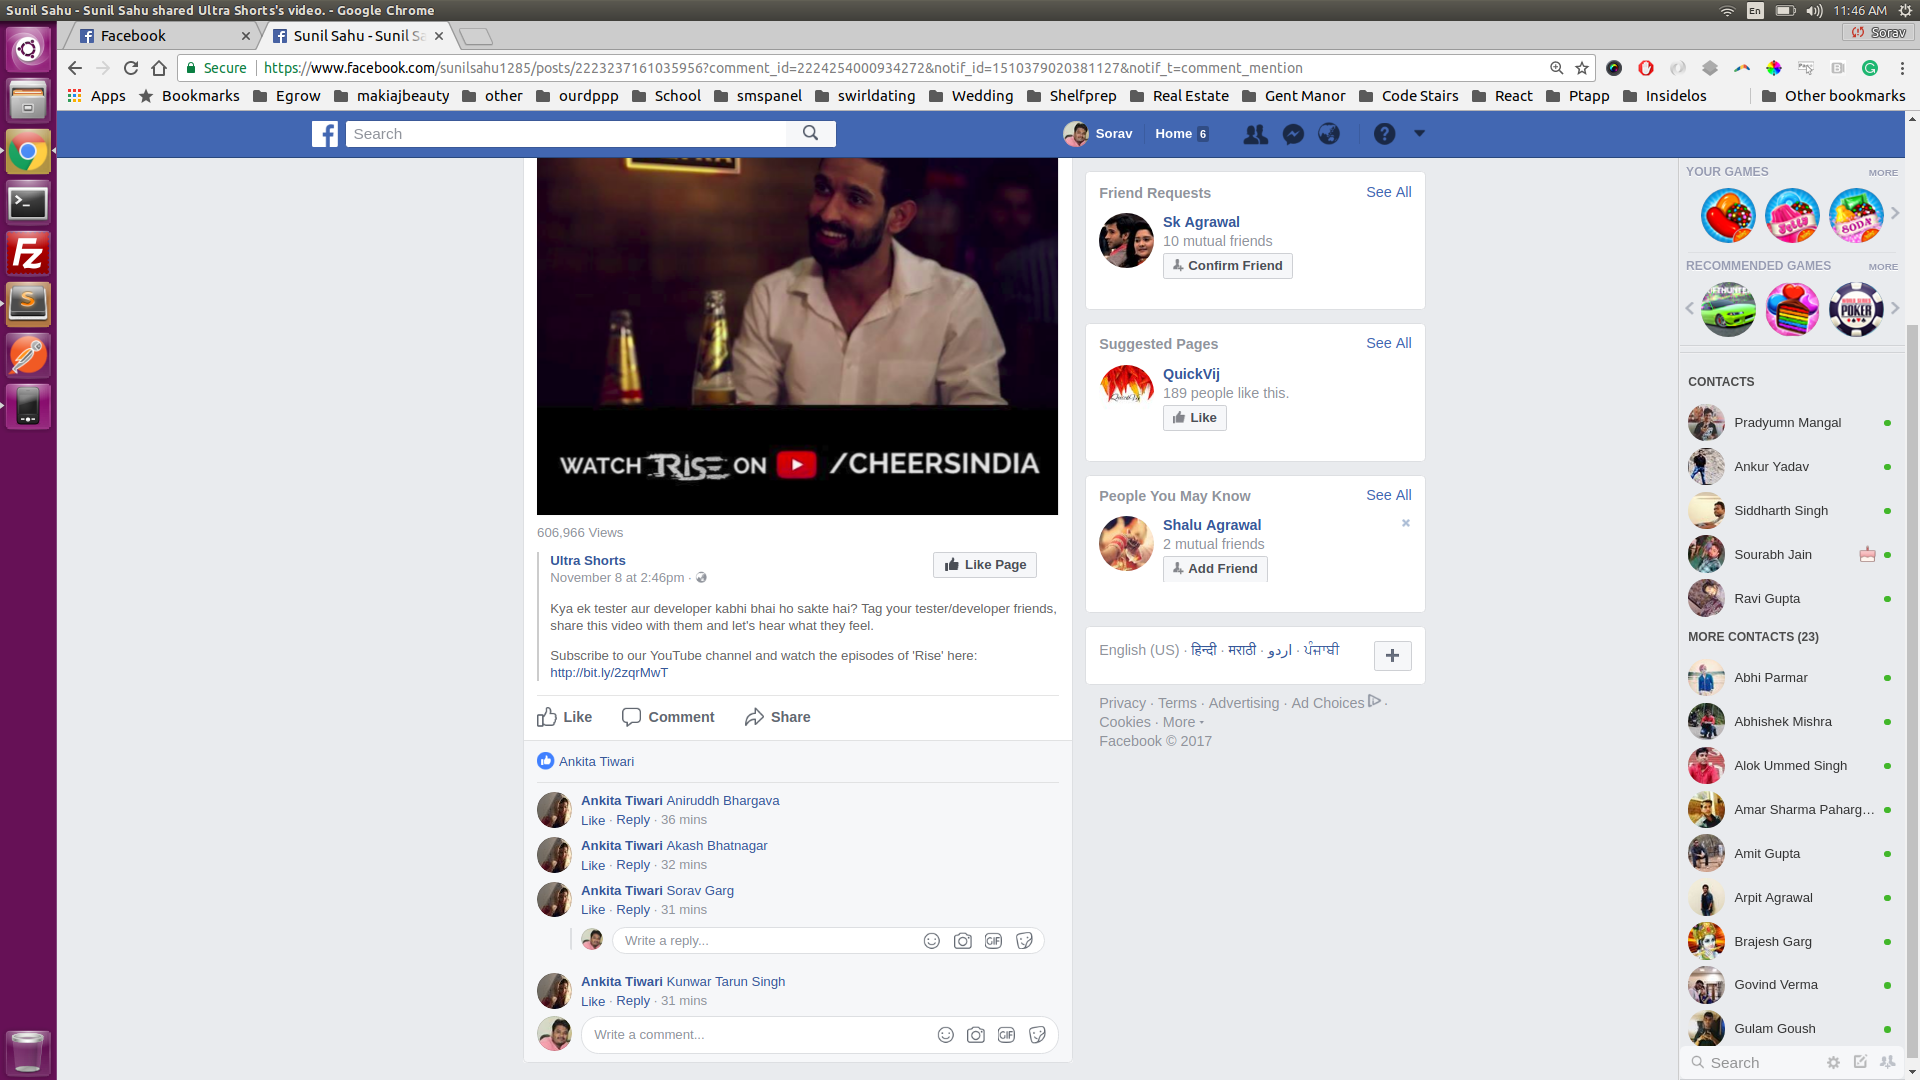 Sunil Sahu - Sunil Sahu shared Ultra Shorts's video. - Google Chrome
En
11:46 AM
Facebook
Sunil Sahu - Sunil Sa
Sorav
Secure
https://www.facebook.com/sunilsahu1285/posts/2223237161035956?comment_id=2224254000934272&notif_id=1510379020381127&notif_t=comment_mention
Apps
Bookmarks
Egrow
makiajbeauty
other
ourdppp
School
smspanel
swirldating
Wedding
Shelfprep
Real Estate
Gent Manor
Code Stairs
React
Ptapp
Insidelos
Other bookmarks
Search
Sorav
Home 6
WATCH RISE ON /CHEERSINDIA
606,966 Views
Ultra Shorts
November 8 at 2:46pm ·
Like Page
Kya ek tester aur developer kabhi bhai ho sakte hai? Tag your tester/developer friends,
share this video with them and let's hear what they feel.
Subscribe to our YouTube channel and watch the episodes of 'Rise' here:
http://bit.ly/2zqrMwT
Like
Comment
Share
Ankita Tiwari
Ankita Tiwari Aniruddh Bhargava
Like · Reply · 36 mins
Ankita Tiwari Akash Bhatnagar
Like · Reply · 32 mins
Ankita Tiwari Sorav Garg
Like · Reply · 31 mins
Write a reply...
GIF
Ankita Tiwari Kunwar Tarun Singh
Like · Reply · 31 mins
Write a comment...
GIF
Friend Requests
See All
Sk Agrawal
10 mutual friends
Confirm Friend
Suggested Pages
See All
QuickVij
189 people like this.
Like
People You May Know
See All
Shalu Agrawal
2 mutual friends
Add Friend
English (US) · हिन्दी · मराठी · اردو · ਪੰਜਾਬੀ
Privacy · Terms · Advertising · Ad Choices ·
Cookies · More
Facebook © 2017
YOUR GAMES
MORE
Jelly
SODA
RECOMMENDED GAMES
MORE
POKER
CONTACTS
Pradyumn Mangal
Ankur Yadav
Siddharth Singh
Sourabh Jain
Ravi Gupta
MORE CONTACTS (23)
Abhi Parmar
Abhishek Mishra
Alok Ummed Singh
Amar Sharma Paharg...
Amit Gupta
Arpit Agrawal
Brajesh Garg
Govind Verma
Gulam Goush
Search